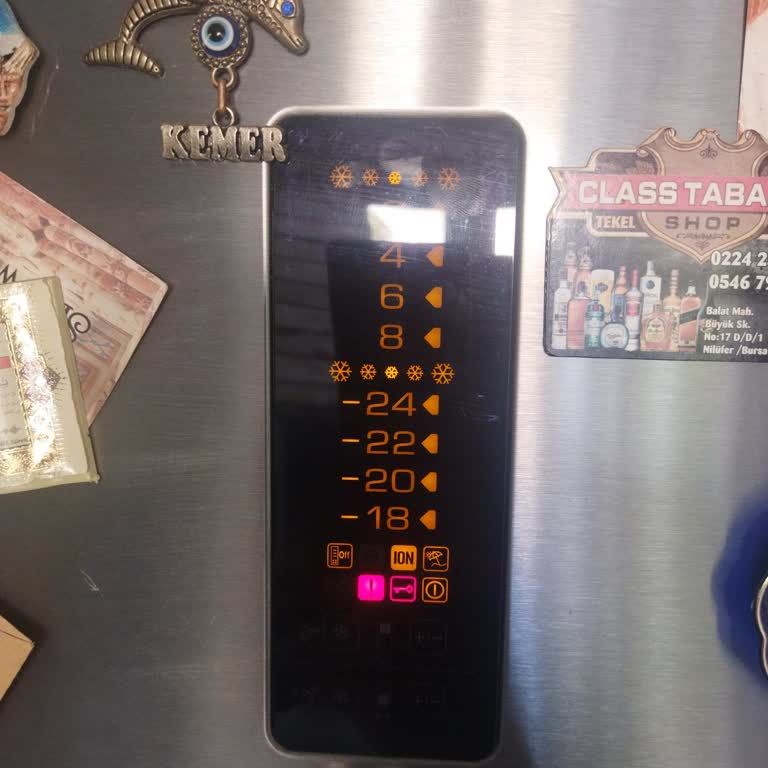 KEMER
CLASS TABA
TEKEL
SHOP
0224 2
0546 79
Balat Mah.
Büyük Sk.
No:17 D/D/1
Nilüfer /Bursa
4
6
8
-24
-22
-20
-18
Off
ION
+/-
+/-